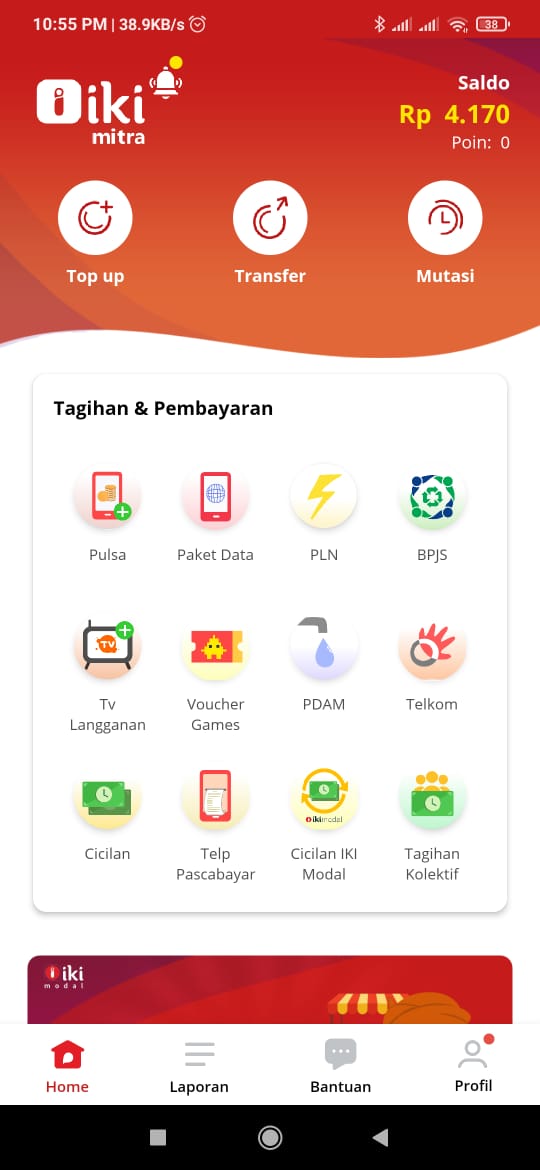 10:55 PM | 38.9KB/s
38
iki
mitra
Saldo
Rp 4.170
Poin: 0
Top up
Transfer
Mutasi
Tagihan & Pembayaran
Pulsa
Paket Data
PLN
BPJS
TV
Tv
Langganan
Voucher
Games
PDAM
Telkom
Cicilan
Telp
Pascabayar
ikimodal
Cicilan IKI
Modal
Tagihan
Kolektif
iki
modal
Home
Laporan
Bantuan
Profil